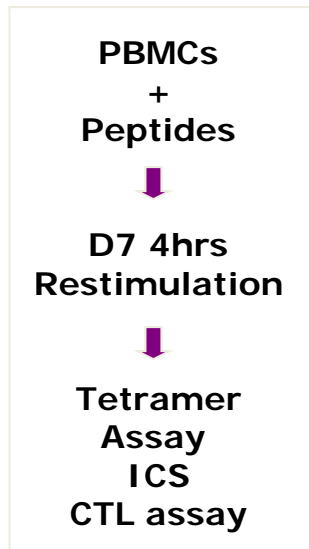 PBMCs
+
Peptides
D7 4hrs
Restimulation
Tetramer
Assay
ICS
CTL assay